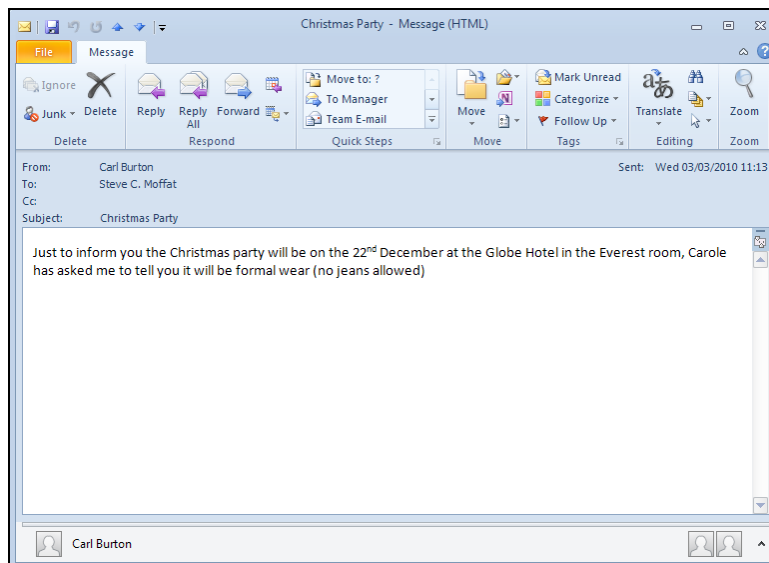 Christmas Party - Message (HTML)
File Message
Ignore
Junk
Delete
Delete
Reply
Reply All
Forward
Respond
Move to: ?
To Manager
Team E-mail
Quick Steps
Move
Move
Mark Unread
Categorize
Follow Up
Tags
a あ
Translate
Editing
Zoom
Zoom
From: Carl Burton
Sent: Wed 03/03/2010 11:13
To: Steve C. Moffat
Cc:
Subject: Christmas Party
Just to inform you the Christmas party will be on the 22nd December at the Globe Hotel in the Everest room, Carole
has asked me to tell you it will be formal wear (no jeans allowed)
Carl Burton